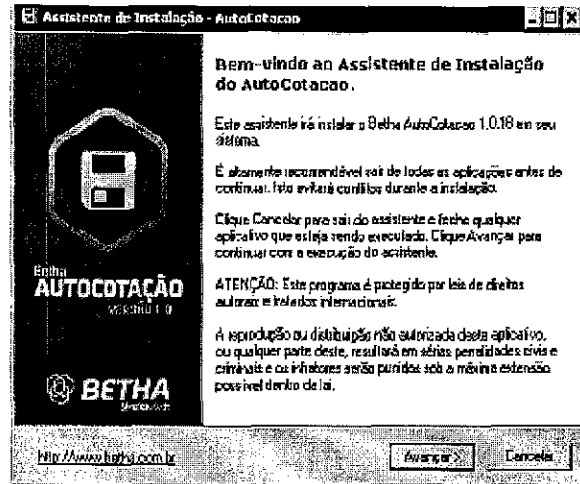 Assistente de Instalação - AutoCotacao
Bem-vindo ao Assistente de Instalação
do AutoCotacao.
Este assistente irá instalar o Betha AutoCotacao 1.0.18 em seu
sistema.
É altamente recomendável sair de todas as aplicações antes de
continuar. Isto evitará conflitos durante a instalação.
Clique Cancelar para sair do assistente e feche qualquer
aplicativo que esteja sendo executado. Clique Avançar para
continuar com a execução do assistente.
ATENÇÃO: Este programa é protegido por leis de direitos
autorais e tratados internacionais.
A reprodução ou distribuição não autorizada deste aplicativo,
ou qualquer parte deste, resultará em sérias penalidades civis e
criminais e os infratores serão punidos sob a máxima extensão
possível dentro da lei.
Betha
AUTOCOTAÇÃO
VERSÃO 1.0
BETHA
http://www.betha.com.br
Avançar >
Cancelar